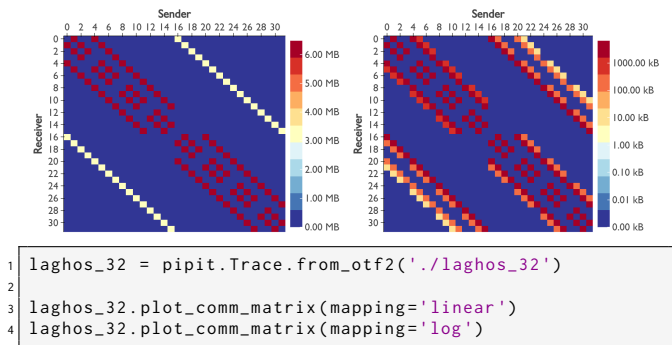 Sender
Sender
0 2 4 6 8 10 12 14 16 18 20 22 24 26 28 30
0 2 4 6 8 10 12 14 16 18 20 22 24 26 28 30
Receiver
0
2
4
6
8
10
12
14
16
18
20
22
24
26
28
30
6.00 MB
5.00 MB
4.00 MB
3.00 MB
2.00 MB
1.00 MB
0.00 MB
Receiver
0
2
4
6
8
10
12
14
16
18
20
22
24
26
28
30
1000.00 kB
100.00 kB
10.00 kB
1.00 kB
0.10 kB
0.01 kB
0.00 kB
1 laghos_32 = pipit.Trace.from_otf2('./laghos_32')
2
3 laghos_32.plot_comm_matrix(mapping='linear')
4 laghos_32.plot_comm_matrix(mapping='log')